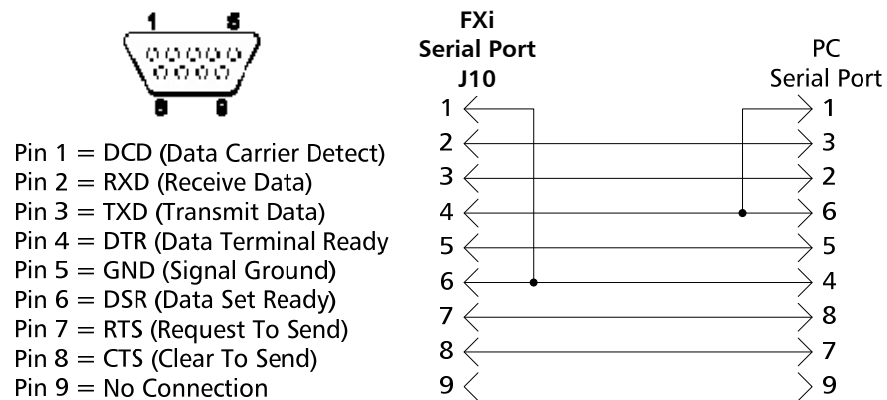 1 5
6 9
Pin 1 = DCD (Data Carrier Detect)
Pin 2 = RXD (Receive Data)
Pin 3 = TXD (Transmit Data)
Pin 4 = DTR (Data Terminal Ready
Pin 5 = GND (Signal Ground)
Pin 6 = DSR (Data Set Ready)
Pin 7 = RTS (Request To Send)
Pin 8 = CTS (Clear To Send)
Pin 9 = No Connection
FXi
Serial Port
J10
PC
Serial Port
1 1
2 3
3 2
4 6
5 5
6 4
7 8
8 7
9 9